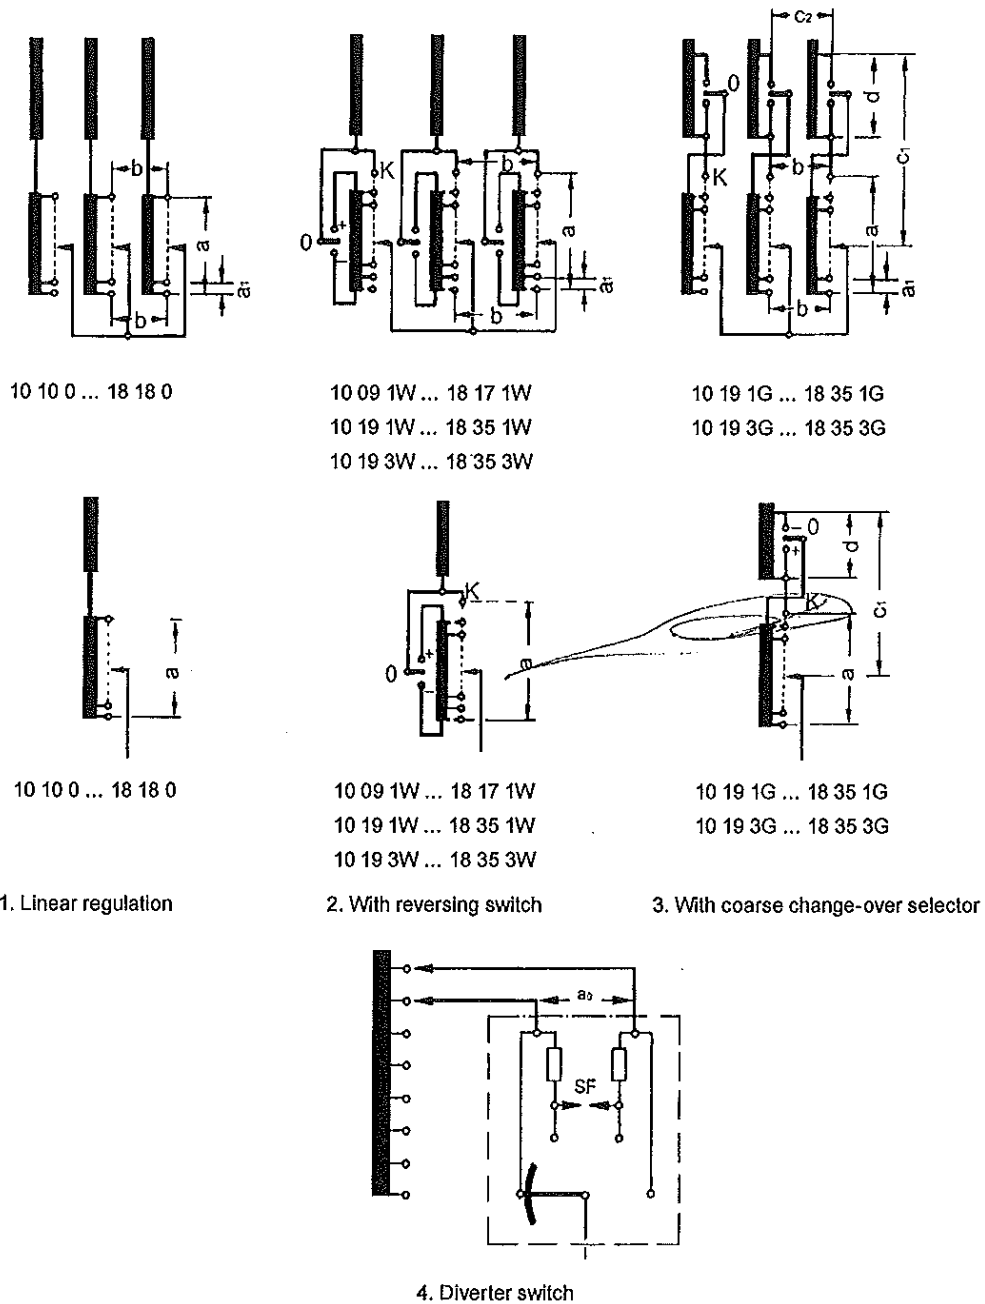 c₂
0
d
c₁
b
b
b
K
K
a
a
a
+
0
−
a₁
a₁
a₁
b
b
b
10 10 0 ... 18 18 0
10 09 1W ... 18 17 1W
10 19 1G ... 18 35 1G
10 19 1W ... 18 35 1W
10 19 3G ... 18 35 3G
10 19 3W ... 18 35 3W
− 0
+
d
K
K
c₁
a
a
a
+
0
−
10 10 0 ... 18 18 0
10 09 1W ... 18 17 1W
10 19 1G ... 18 35 1G
10 19 1W ... 18 35 1W
10 19 3G ... 18 35 3G
10 19 3W ... 18 35 3W
1. Linear regulation
2. With reversing switch
3. With coarse change-over selector
a₀
SF
4. Diverter switch